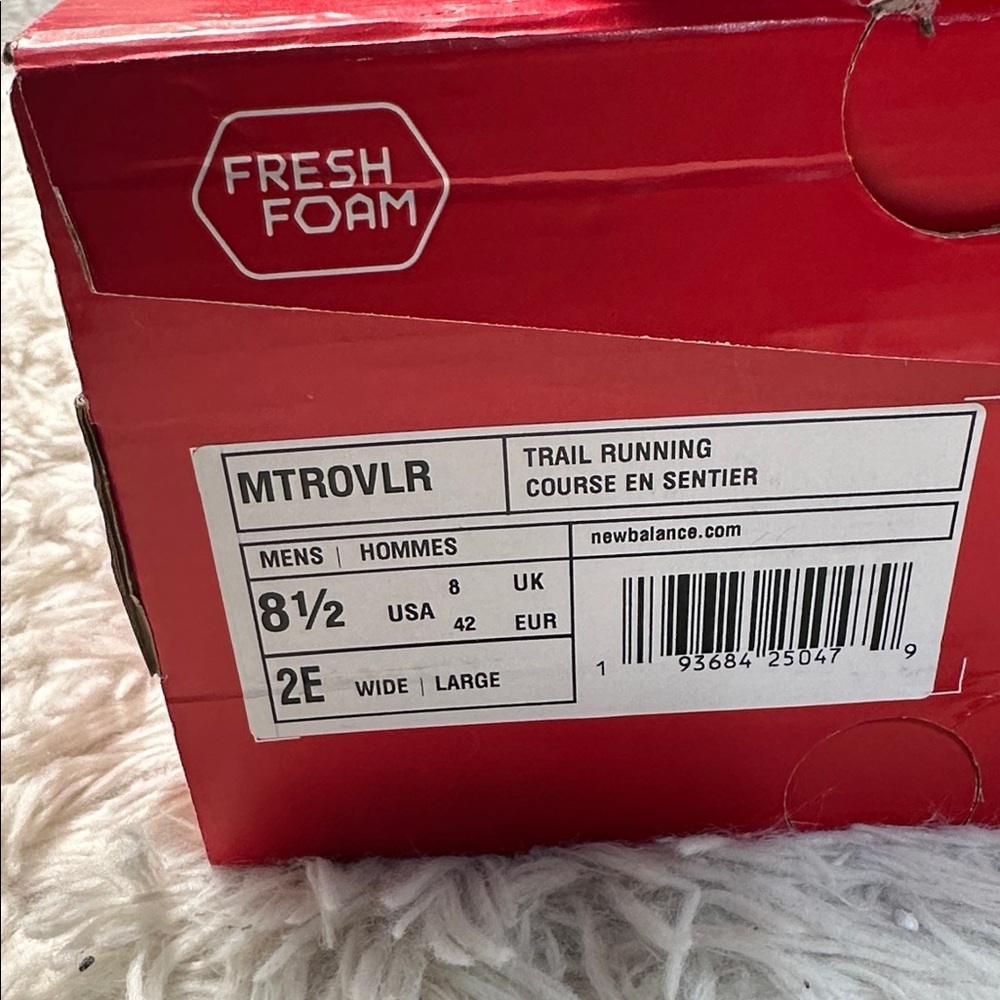 FRESH
FOAM
MTROVLR
TRAIL RUNNING
COURSE EN SENTIER
MENS | HOMMES
newbalance.com
8½ USA 8 UK
42 EUR
2E WIDE | LARGE
1 93684 25047 9